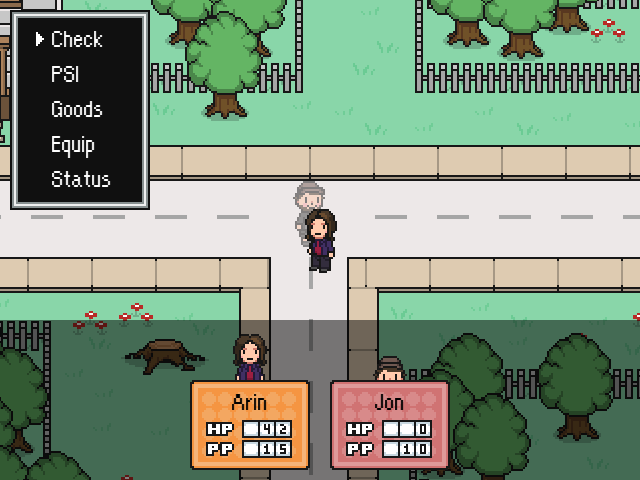 Check
PSI
Goods
Equip
Status
Arin
HP 42
PP 15
Jon
HP 0
PP 10